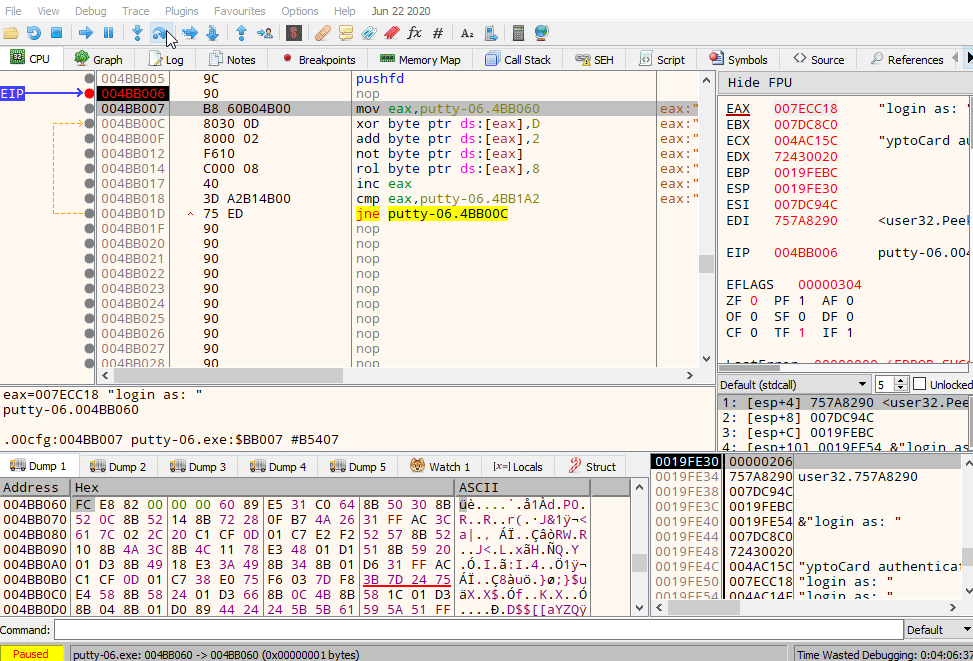 File View Debug Trace Plugins Favourites Options Help Jun 22 2020
CPU Graph Log Notes Breakpoints Memory Map Call Stack SEH Script Symbols Source References
004BB005 9C pushfd
EIP 004BB006 90 nop
004BB007 B8 60B04B00 mov eax,putty-06.4BB060 eax:"
004BB00C 8030 0D xor byte ptr ds:[eax],D eax:"
004BB00F 8000 02 add byte ptr ds:[eax],2 eax:"
004BB012 F610 not byte ptr ds:[eax] eax:"
004BB014 C000 08 rol byte ptr ds:[eax],8 eax:"
004BB017 40 inc eax eax:"
004BB018 3D A2B14B00 cmp eax,putty-06.4BB1A2 eax:"
004BB01D 75 ED jne putty-06.4BB00C
004BB01F 90 nop
004BB020 90 nop
004BB021 90 nop
004BB022 90 nop
004BB023 90 nop
004BB024 90 nop
004BB025 90 nop
004BB026 90 nop
004BB027 90 nop
004BB028 90 nop
Hide FPU
EAX 007ECC18 "login as: "
EBX 007DC8C0
ECX 004AC15C "yptoCard au
EDX 72430020
EBP 0019FEBC
ESP 0019FE30
ESI 007DC94C
EDI 757A8290 <user32.Peek
EIP 004BB006 putty-06.004
EFLAGS 00000304
ZF 0 PF 1 AF 0
OF 0 SF 0 DF 0
CF 0 TF 1 IF 1
LastError 00000000 (ERROR_SUCC
eax=007ECC18 "login as: "
putty-06.004BB060
.00cfg:004BB007 putty-06.exe:$BB007 #B5407
Default (stdcall) 5 Unlocked
1: [esp+4] 757A8290 <user32.Pee
2: [esp+8] 007DC94C
3: [esp+C] 0019FEBC
4: [esp+10] 0019FE54 &"login as
Dump 1 Dump 2 Dump 3 Dump 4 Dump 5 Watch 1 [x=] Locals Struct
Address Hex ASCII
004BB060 FC E8 82 00 00 00 60 89 E5 31 C0 64 8B 50 30 8B üè....`.å1Àd.P0.
004BB070 52 0C 8B 52 14 8B 72 28 0F B7 4A 26 31 FF AC 3C R..R..r(.·J&1ÿ¬<
004BB080 61 7C 02 2C 20 C1 CF 0D 01 C7 E2 F2 52 57 8B 52 a|., ÁÏ..ÇâòRW.R
004BB090 10 8B 4A 3C 8B 4C 11 78 E3 48 01 D1 51 8B 59 20 ..J<.L.xãH.ÑQ.Y
004BB0A0 01 D3 8B 49 18 E3 3A 49 8B 34 8B 01 D6 31 FF AC .Ó.I.ã:I.4..Ö1ÿ¬
004BB0B0 C1 CF 0D 01 C7 38 E0 75 F6 03 7D F8 3B 7D 24 75 ÁÏ..Ç8àuö.}ø;}$u
004BB0C0 E4 58 8B 58 24 01 D3 66 8B 0C 4B 8B 58 1C 01 D3 äX.X$.Óf..K.X..Ó
004BB0D0 8B 04 8B 01 D0 89 44 24 24 5B 5B 61 59 5A 51 FF ....Ð.D$$[[aYZQÿ
0019FE30 00000206
0019FE34 757A8290 user32.757A8290
0019FE38 007DC94C
0019FE3C 0019FEBC
0019FE40 0019FE54 &"login as: "
0019FE44 007DC8C0
0019FE48 72430020
0019FE4C 004AC15C "yptoCard authenticat
0019FE50 007ECC18 "login as: "
0019FE54 004AC14E "login as: "
Command: Default
Paused putty-06.exe: 004BB060 -> 004BB060 (0x00000001 bytes) Time Wasted Debugging: 0:04:06:37